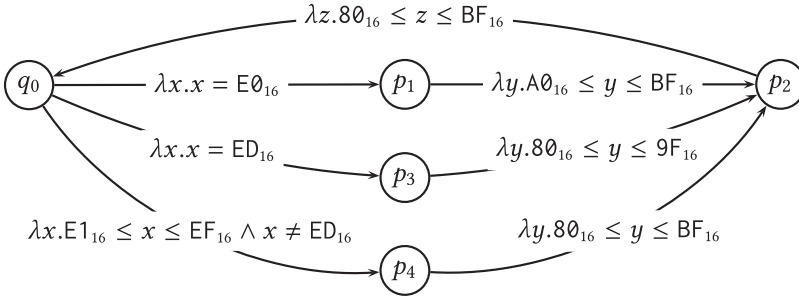 λz.80₁₆ ≤ z ≤ BF₁₆
q₀ λx.x = E0₁₆ p₁ λy.A0₁₆ ≤ y ≤ BF₁₆ p₂
λx.x = ED₁₆ p₃ λy.80₁₆ ≤ y ≤ 9F₁₆
λx.E1₁₆ ≤ x ≤ EF₁₆ ∧ x ≠ ED₁₆ λy.80₁₆ ≤ y ≤ BF₁₆
p₄